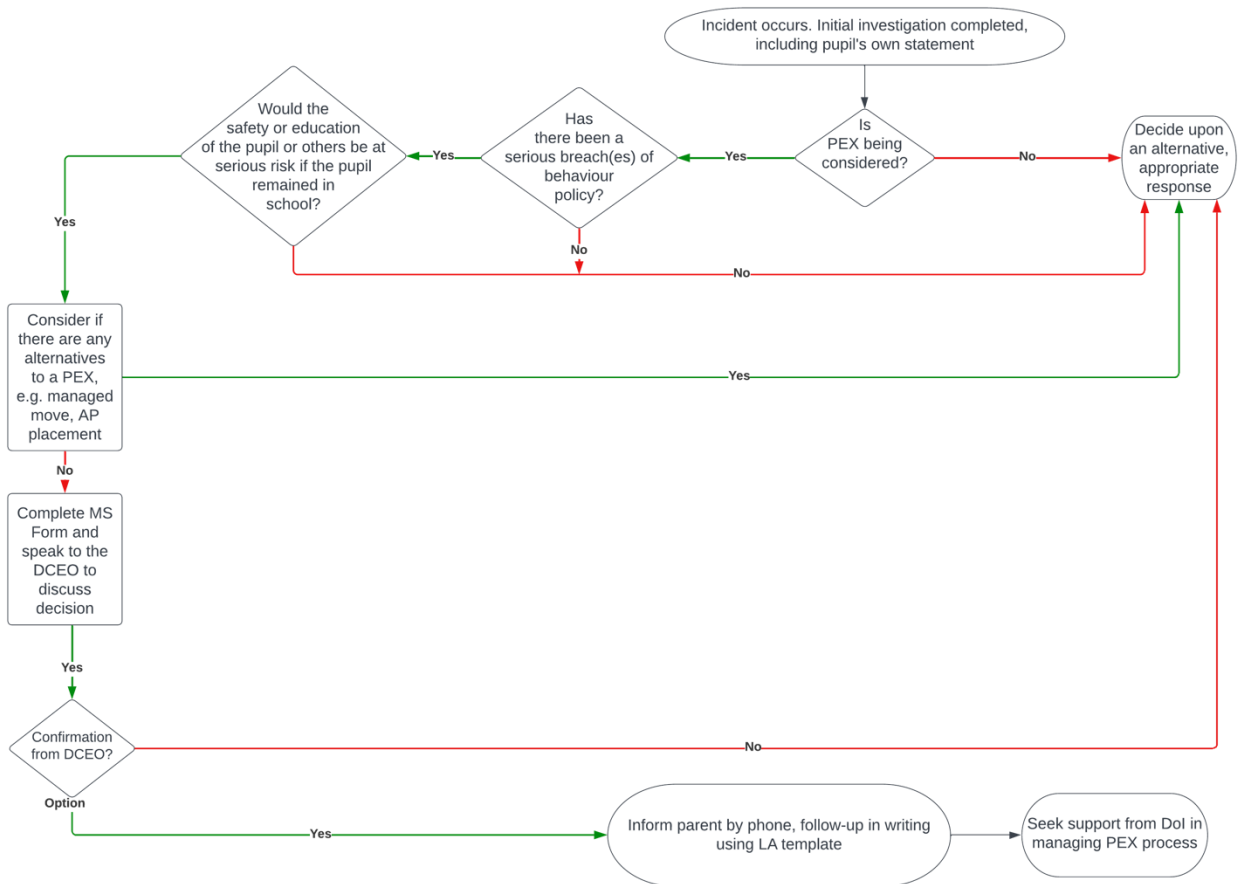 Incident occurs. Initial investigation completed,
including pupil's own statement
Is
PEX being
considered?
No
Decide upon
an alternative,
appropriate
response
Yes
Has
there been a
serious breach(es) of
behaviour
policy?
No
Yes
Would the
safety or education
of the pupil or others be at
serious risk if the pupil
remained in
school?
No
Yes
Consider if
there are any
alternatives
to a PEX,
e.g. managed
move, AP
placement
Yes
No
Complete MS
Form and
speak to the
DCEO to
discuss
decision
Yes
Confirmation
from DCEO?
No
Option
Yes
Inform parent by phone, follow-up in writing
using LA template
Seek support from DoI in
managing PEX process